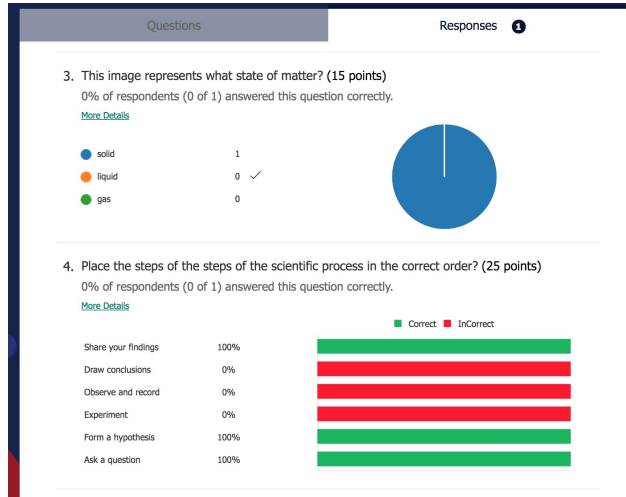 Questions
Responses 1
3. This image represents what state of matter? (15 points)
0% of respondents (0 of 1) answered this question correctly.
More Details
solid 1
liquid 0 ✓
gas 0
4. Place the steps of the steps of the scientific process in the correct order? (25 points)
0% of respondents (0 of 1) answered this question correctly.
More Details
Correct InCorrect
Share your findings 100%
Draw conclusions 0%
Observe and record 0%
Experiment 0%
Form a hypothesis 100%
Ask a question 100%